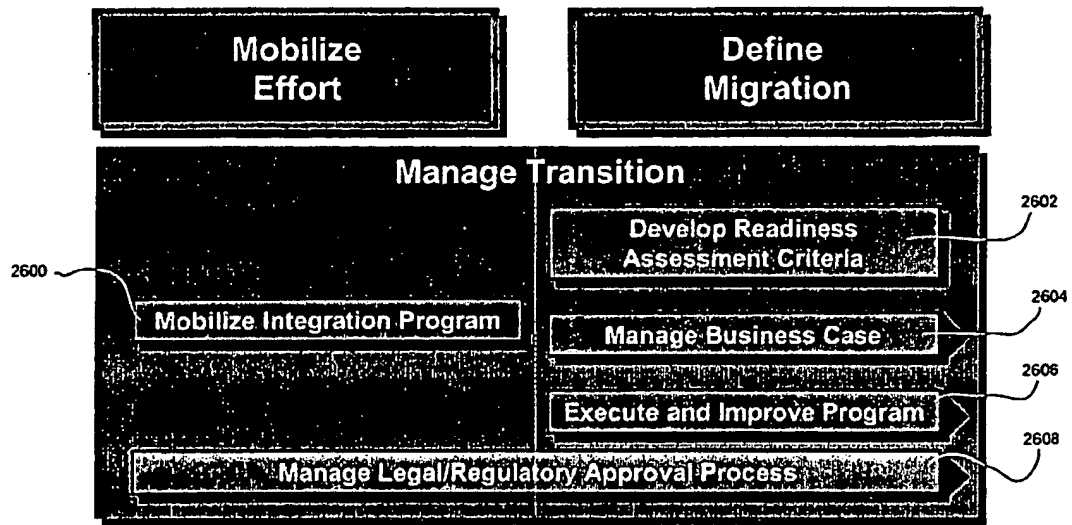 Mobilize
Effort
Define
Migration
Manage Transition
2602
Develop Readiness
Assessment Criteria
2600
2604
Mobilize Integration Program
Manage Business Case
2606
Execute and Improve Program
2608
Manage Legal/Regulatory Approval Process